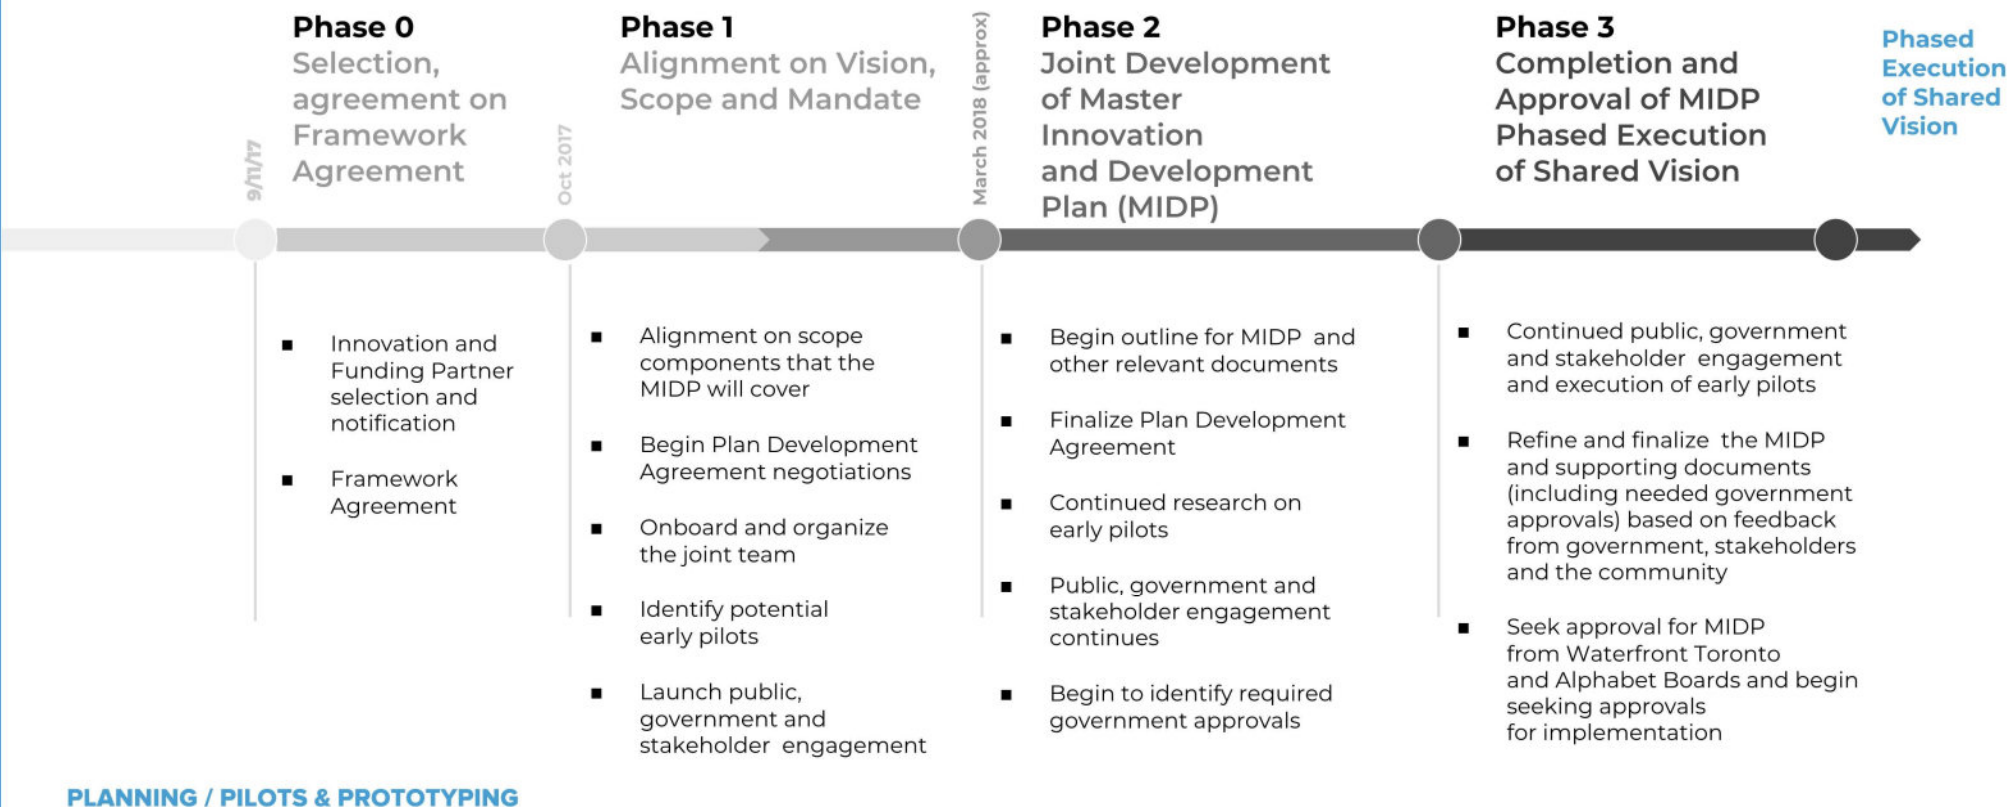 Phase 0
Selection,
agreement on
Framework
Agreement
Phase 1
Alignment on Vision,
Scope and Mandate
Phase 2
Joint Development
of Master
Innovation
and Development
Plan (MIDP)
Phase 3
Completion and
Approval of MIDP
Phased Execution
of Shared Vision
Phased
Execution
of Shared
Vision
9/11/17
Oct 2017
March 2018 (approx)
▪ Innovation and
Funding Partner
selection and
notification
▪ Framework
Agreement
▪ Alignment on scope
components that the
MIDP will cover
▪ Begin Plan Development
Agreement negotiations
▪ Onboard and organize
the joint team
▪ Identify potential
early pilots
▪ Launch public,
government and
stakeholder engagement
▪ Begin outline for MIDP and
other relevant documents
▪ Finalize Plan Development
Agreement
▪ Continued research on
early pilots
▪ Public, government and
stakeholder engagement
continues
▪ Begin to identify required
government approvals
▪ Continued public, government
and stakeholder engagement
and execution of early pilots
▪ Refine and finalize the MIDP
and supporting documents
(including needed government
approvals) based on feedback
from government, stakeholders
and the community
▪ Seek approval for MIDP
from Waterfront Toronto
and Alphabet Boards and begin
seeking approvals
for implementation
PLANNING / PILOTS & PROTOTYPING